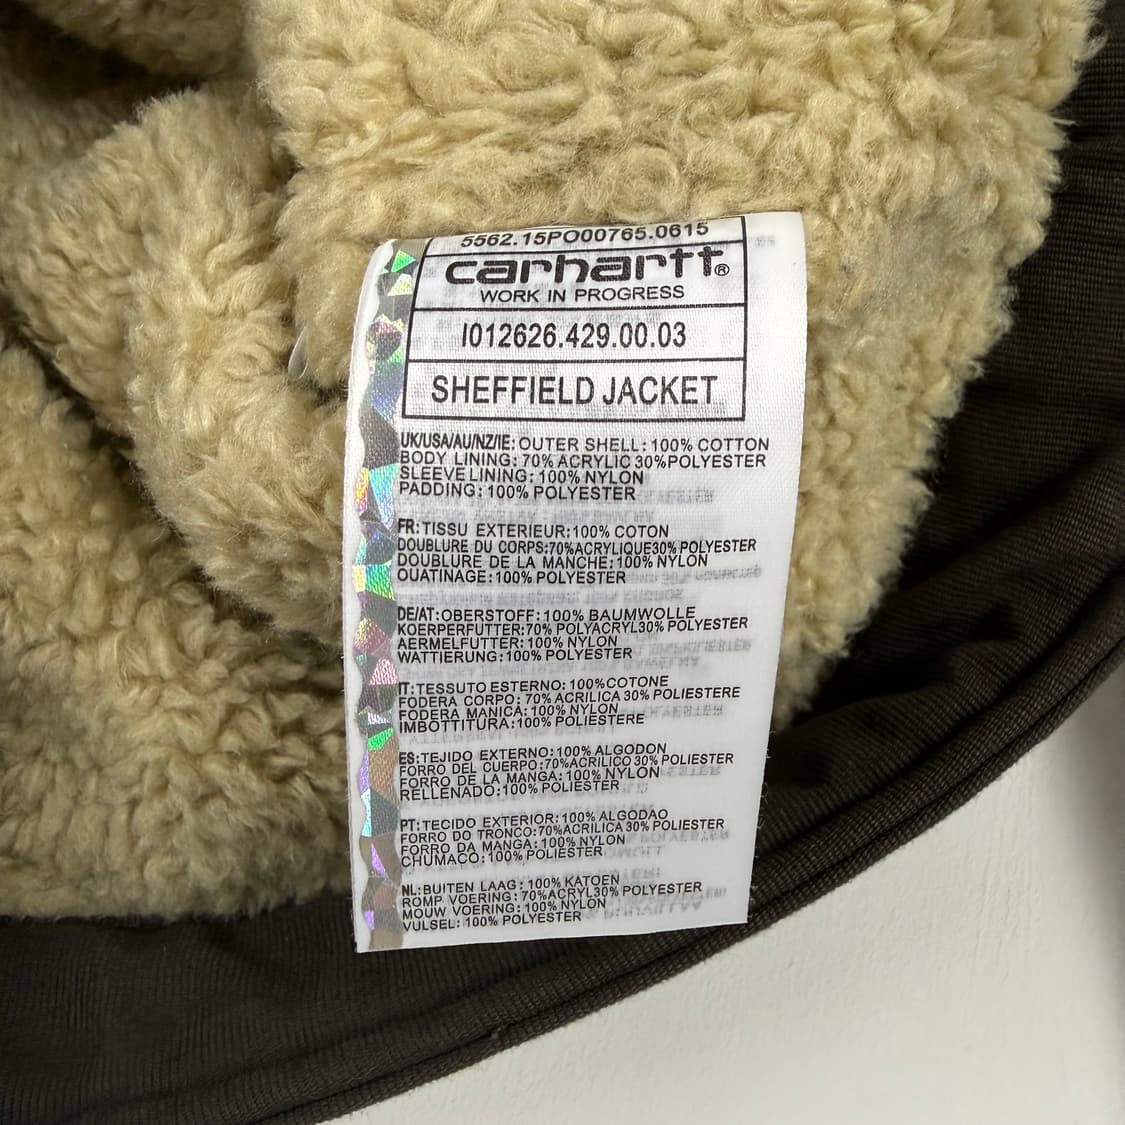 5562.15PO00765.0615
carhartt®
WORK IN PROGRESS
I012626.429.00.03
SHEFFIELD JACKET
UK/USA/AU/NZ/IE: OUTER SHELL: 100% COTTON
BODY LINING: 70% ACRYLIC 30%POLYESTER
SLEEVE LINING: 100% NYLON
PADDING: 100% POLYESTER
FR: TISSU EXTERIEUR:100% COTON
DOUBLURE DU CORPS:70%ACRYLIQUE30% POLYESTER
DOUBLURE DE LA MANCHE: 100% NYLON
OUATINAGE: 100% POLYESTER
DE/AT: OBERSTOFF: 100% BAUMWOLLE
KOERPERFUTTER:70% POLYACRYL30% POLYESTER
AERMELFUTTER: 100% NYLON
WATTIERUNG: 100% POLYESTER
IT: TESSUTO ESTERNO: 100%COTONE
FODERA CORPO: 70% ACRILICA 30% POLIESTERE
FODERA MANICA: 100% NYLON
IMBOTTITURA:100% POLIESTERE
ES:TEJIDO EXTERNO: 100% ALGODON
FORRO DEL CUERPO:70%ACRILICO 30% POLIESTER
FORRO DE LA MANGA: 100% NYLON
RELLENADO: 100% POLIESTER
PT: TECIDO EXTERIOR: 100% ALGODAO
FORRO DO TRONCO: 70%ACRILICA 30% POLIESTER
FORRO DA MANGA: 100% NYLON
CHUMACO: 100% POLIESTER
NL: BUITEN LAAG: 100% KATOEN
ROMP VOERING: 70%ACRYL30% POLYESTER
MOUW VOERING: 100% NYLON
VULSEL: 100% POLYESTER